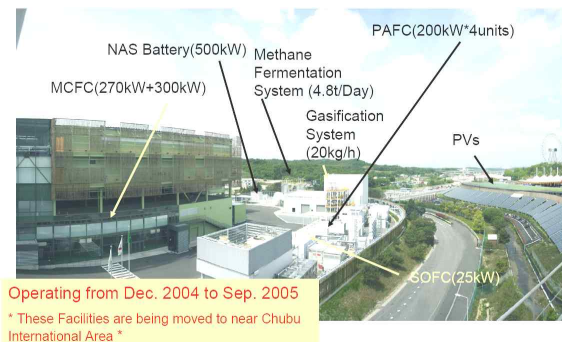 PAFC(200kW*4units)
NAS Battery(500kW)
Methane
Fermentation
System (4.8t/Day)
MCFC(270kW+300kW)
Gasification
System
(20kg/h)
PVs
SOFC(25kW)
Operating from Dec. 2004 to Sep. 2005
* These Facilities are being moved to near Chubu
International Area *